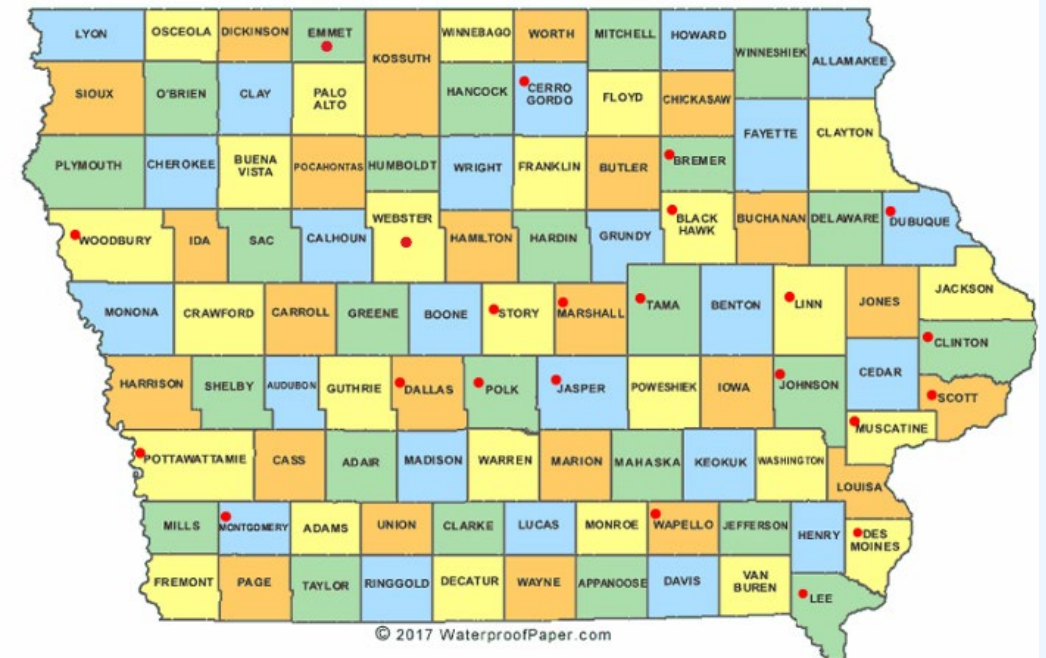 LYON
OSCEOLA
DICKINSON
EMMET
KOSSUTH
WINNEBAGO
WORTH
MITCHELL
HOWARD
WINNESHIEK
ALLAMAKEE
SIOUX
O'BRIEN
CLAY
PALO
ALTO
HANCOCK
CERRO
GORDO
FLOYD
CHICKASAW
FAYETTE
CLAYTON
PLYMOUTH
CHEROKEE
BUENA
VISTA
POCAHONTAS
HUMBOLDT
WRIGHT
FRANKLIN
BUTLER
BREMER
WOODBURY
IDA
SAC
CALHOUN
WEBSTER
HAMILTON
HARDIN
GRUNDY
BLACK
HAWK
BUCHANAN
DELAWARE
DUBUQUE
MONONA
CRAWFORD
CARROLL
GREENE
BOONE
STORY
MARSHALL
TAMA
BENTON
LINN
JONES
JACKSON
CLINTON
HARRISON
SHELBY
AUDUBON
GUTHRIE
DALLAS
POLK
JASPER
POWESHIEK
IOWA
JOHNSON
CEDAR
SCOTT
MUSCATINE
POTTAWATTAMIE
CASS
ADAIR
MADISON
WARREN
MARION
MAHASKA
KEOKUK
WASHINGTON
LOUISA
MILLS
MONTGOMERY
ADAMS
UNION
CLARKE
LUCAS
MONROE
WAPELLO
JEFFERSON
HENRY
DES
MOINES
FREMONT
PAGE
TAYLOR
RINGGOLD
DECATUR
WAYNE
APPANOOSE
DAVIS
VAN
BUREN
LEE
© 2017 WaterproofPaper.com